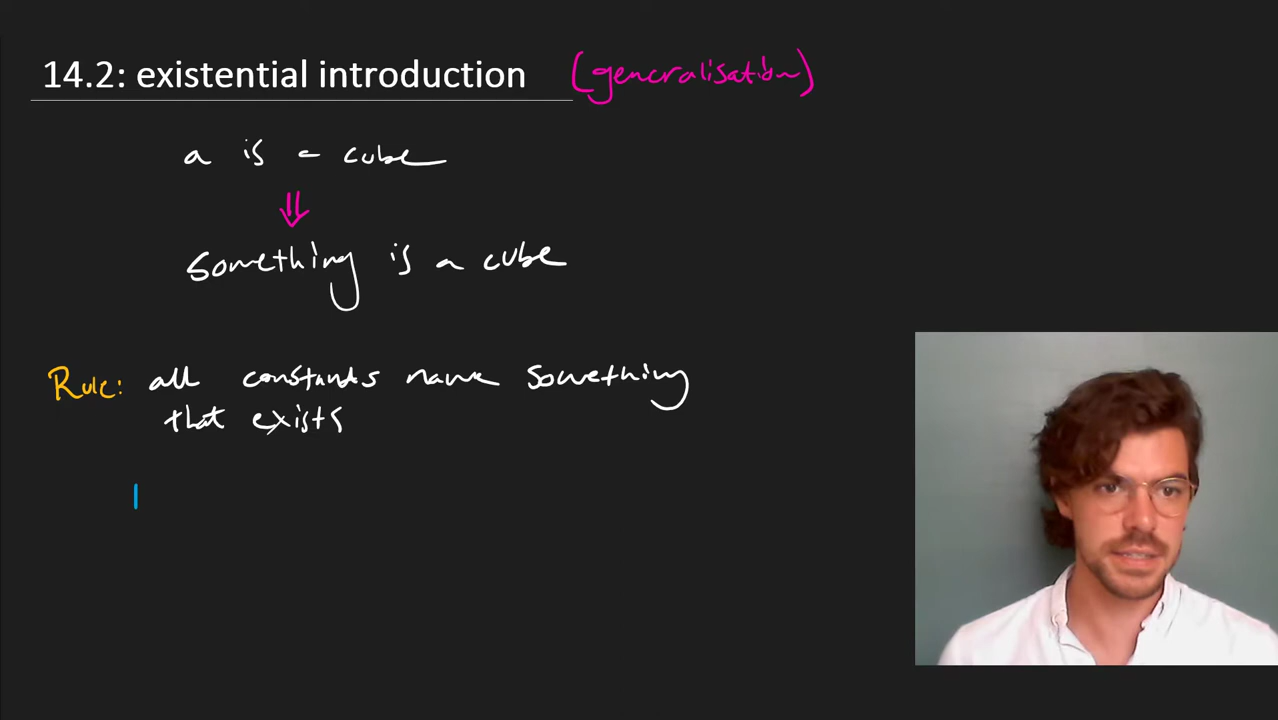 14.2: existential introduction (generalisation)
a is a cube
⇓
something is a cube
Rule: all constants name something
that exists